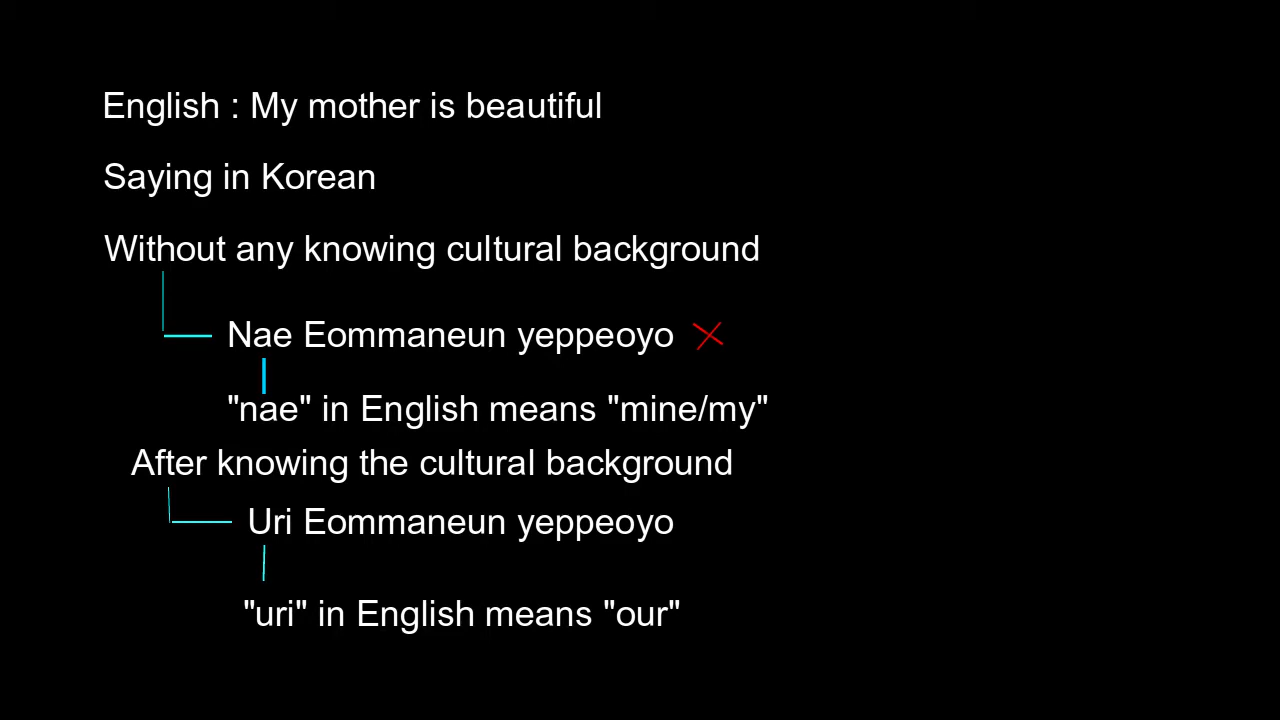 English : My mother is beautiful
Saying in Korean
Without any knowing cultural background
Nae Eommaneun yeppeoyo
"nae" in English means "mine/my"
After knowing the cultural background
Uri Eommaneun yeppeoyo
"uri" in English means "our"